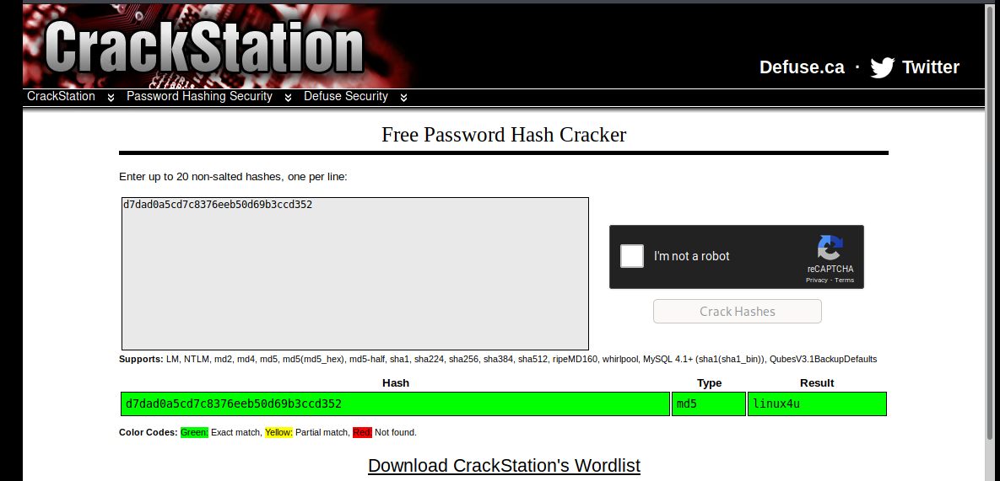 CrackStation
Defuse.ca · Twitter
CrackStation Password Hashing Security Defuse Security
Free Password Hash Cracker
Enter up to 20 non-salted hashes, one per line:
d7dad0a5cd7c8376eeb50d69b3ccd352
I'm not a robot
reCAPTCHA
Privacy - Terms
Crack Hashes
Supports: LM, NTLM, md2, md4, md5, md5(md5_hex), md5-half, sha1, sha224, sha256, sha384, sha512, ripeMD160, whirlpool, MySQL 4.1+ (sha1(sha1_bin)), QubesV3.1BackupDefaults
Hash Type Result
d7dad0a5cd7c8376eeb50d69b3ccd352 md5 linux4u
Color Codes: Green: Exact match, Yellow: Partial match, Red: Not found.
Download CrackStation's Wordlist